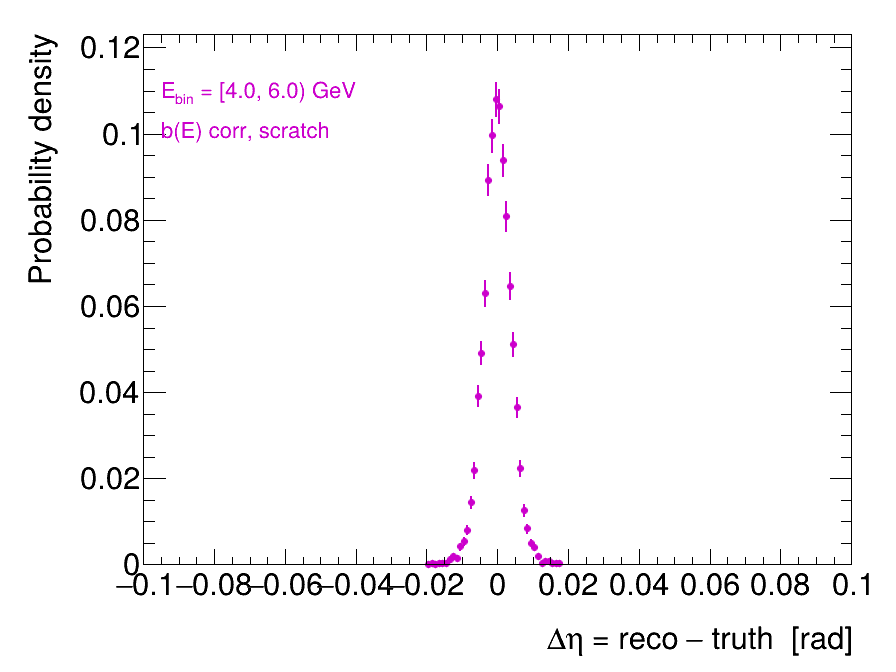 Probability density
0.12
0.1
0.08
0.06
0.04
0.02
0
E_bin = [4.0, 6.0) GeV
b(E) corr, scratch
−0.1 −0.08 −0.06 −0.04 −0.02 0 0.02 0.04 0.06 0.08 0.1
Δη = reco − truth [rad]